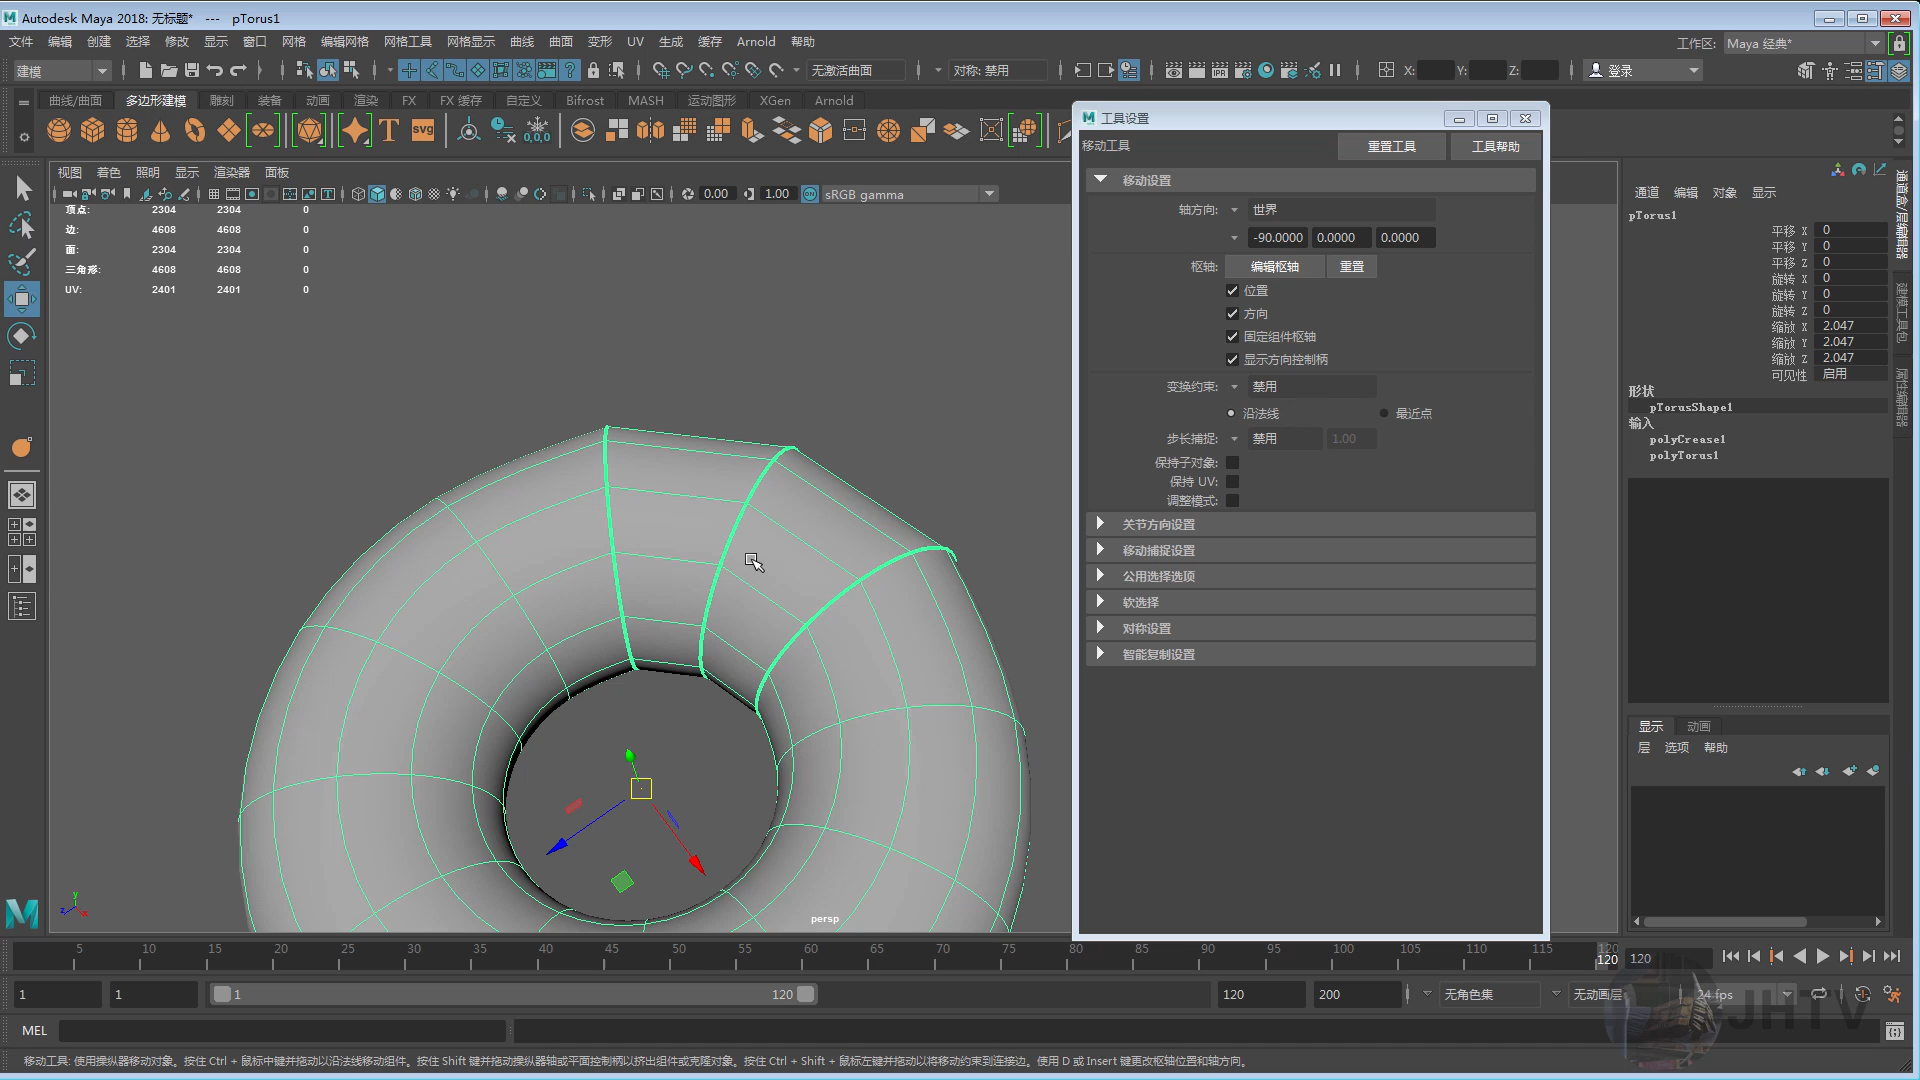 Autodesk Maya 2018: 无标题* --- pTorus1
文件 编辑 创建 选择 修改 显示 窗口 网格 编辑网格 网格工具 网格显示 曲线 曲面 变形 UV 生成 缓存 Arnold 帮助
工作区: Maya 经典*
建模 无激活曲面 对称: 禁用 X: Y: Z: 登录
曲线/曲面 多边形建模 雕刻 装备 动画 渲染 FX FX 缓存 自定义 Bifrost MASH 运动图形 XGen Arnold
T svg 0,0,0
视图 着色 照明 显示 渲染器 面板
0.00 1.00 sRGB gamma
顶点: 2304 2304 0
边: 4608 4608 0
面: 2304 2304 0
三角形: 4608 4608 0
UV: 2401 2401 0
persp
工具设置
移动工具 重置工具 工具帮助
移动设置
轴方向: 世界
-90.0000 0.0000 0.0000
枢轴: 编辑枢轴 重置
位置
方向
固定组件枢轴
显示方向控制柄
变换约束: 禁用
沿法线 最近点
步长捕捉: 禁用 1.00
保持子对象:
保持 UV:
调整模式:
关节方向设置
移动捕捉设置
公用选择选项
软选择
对称设置
智能复制设置
通道 编辑 对象 显示
pTorus1
平移 X 0
平移 Y 0
平移 Z 0
旋转 X 0
旋转 Y 0
旋转 Z 0
缩放 X 2.047
缩放 Y 2.047
缩放 Z 2.047
可见性 启用
形状
pTorusShape1
输入
polyCrease1
polyTorus1
通道盒/层编辑器
建模工具包
属性编辑器
显示 动画
层 选项 帮助
5 10 15 20 25 30 35 40 45 50 55 60 65 70 75 80 85 90 95 100 105 110 115 120
120 120
1 1 1 120 120 200 无角色集 无动画层 24 fps
JHTV
MEL
移动工具: 使用操纵器移动对象。按住 Ctrl + 鼠标中键并拖动以沿法线移动组件。按住 Shift 键并拖动操纵器轴或平面控制柄以挤出组件或克隆对象。按住 Ctrl + Shift + 鼠标左键并拖动以将移动约束到连接边。使用 D 或 Insert 键更改枢轴位置和轴方向。